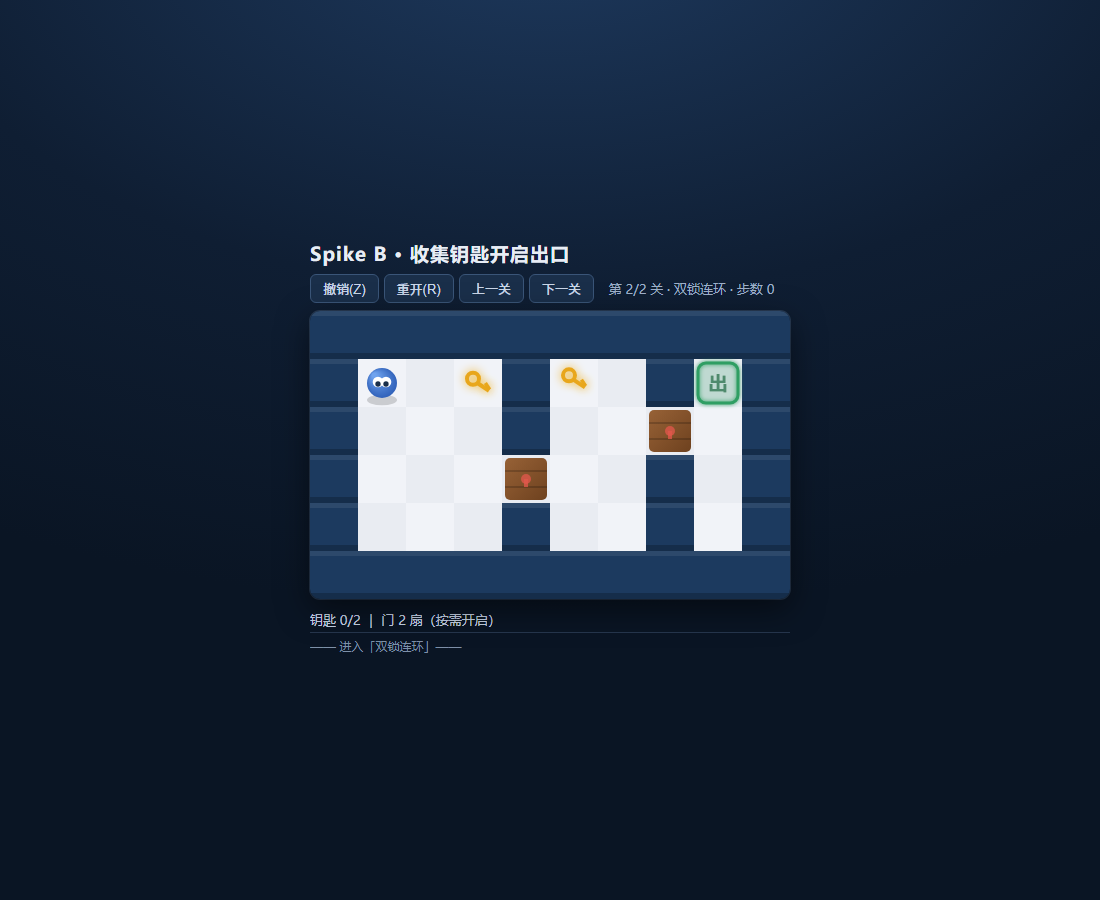 Spike B • 收集钥匙开启出口
撤销(Z) 重开(R) 上一关 下一关 第 2/2 关 · 双锁连环 · 步数 0
出
钥匙 0/2 | 门 2 扇 (按需开启)
—— 进入「双锁连环」——